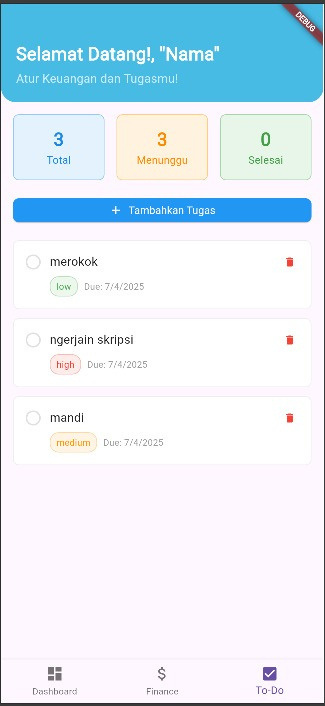 DEBUG
Selamat Datang!, "Nama"
Atur Keuangan dan Tugasmu!
3 3 0
Total Menunggu Selesai
+ Tambahkan Tugas
merokok
low Due: 7/4/2025
ngerjain skripsi
high Due: 7/4/2025
mandi
medium Due: 7/4/2025
Dashboard Finance To-Do